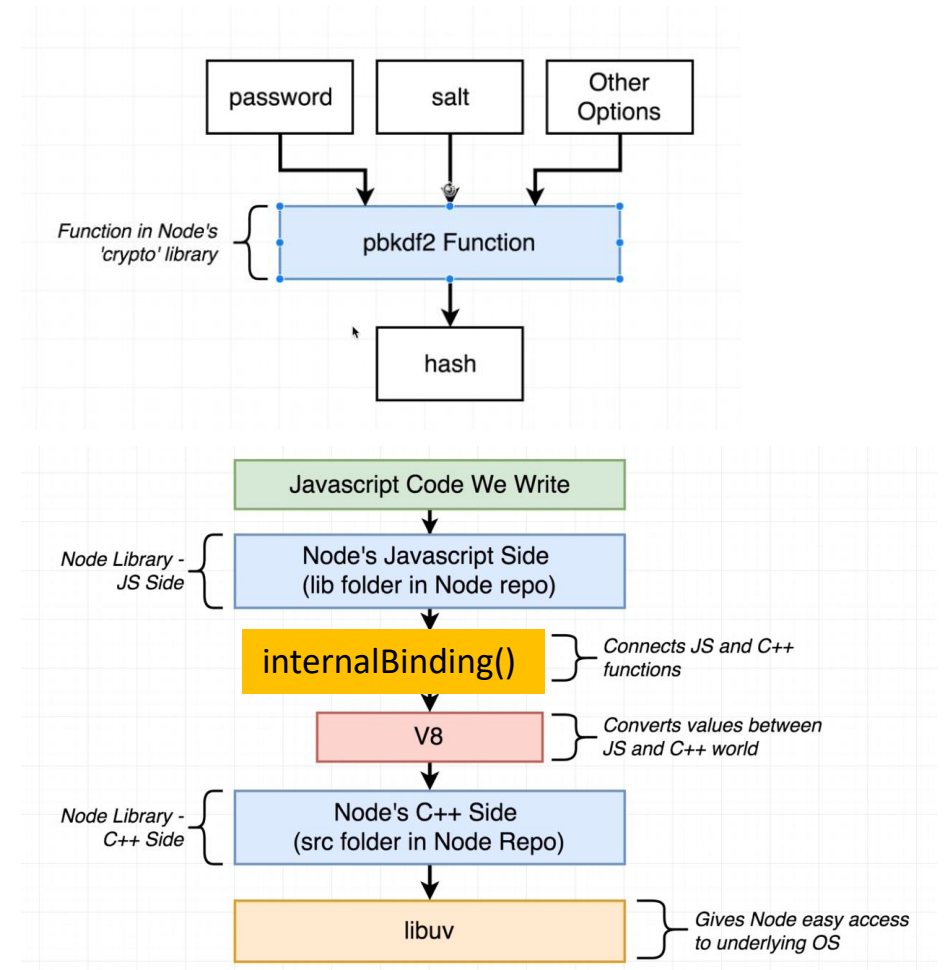 password
salt
Other
Options
Function in Node's
'crypto' library
pbkdf2 Function
hash
Javascript Code We Write
Node Library -
JS Side
Node's Javascript Side
(lib folder in Node repo)
internalBinding()
Connects JS and C++
functions
V8
Converts values between
JS and C++ world
Node Library -
C++ Side
Node's C++ Side
(src folder in Node Repo)
libuv
Gives Node easy access
to underlying OS